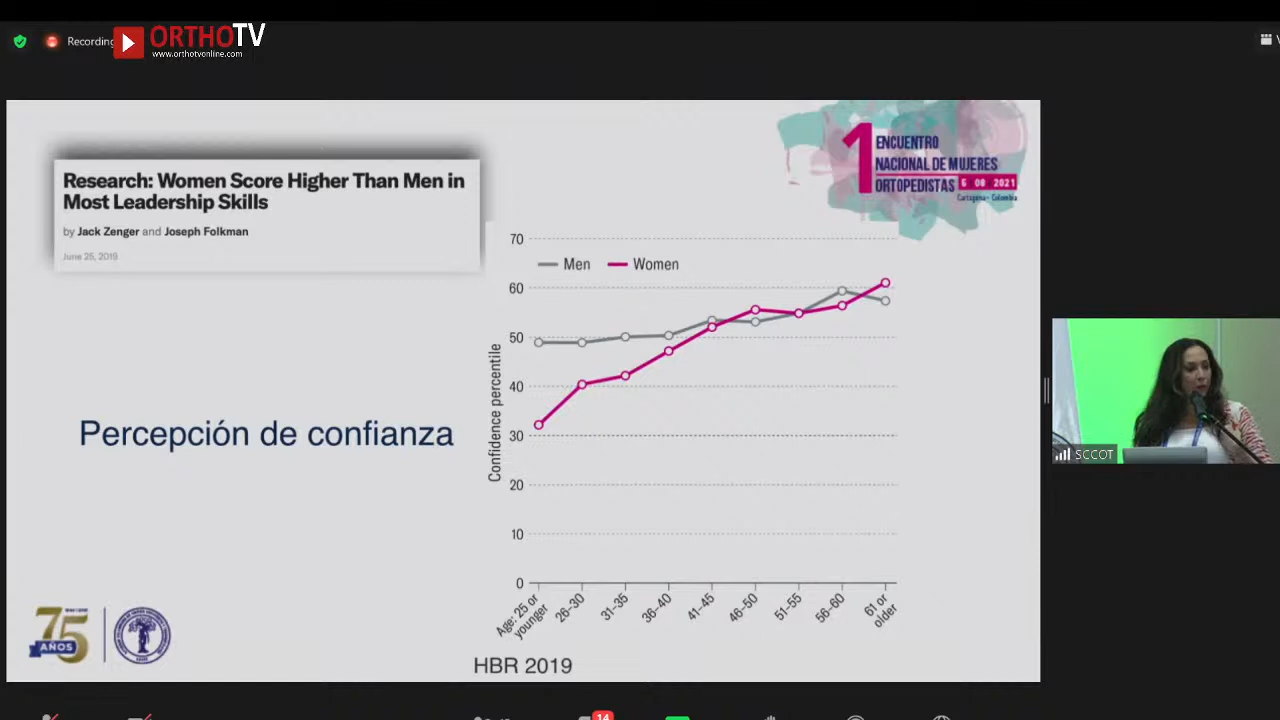 Recording
ORTHOTV
www.orthotvonline.com
Research: Women Score Higher Than Men in
Most Leadership Skills
by Jack Zenger and Joseph Folkman
June 25, 2019
1
ENCUENTRO
NACIONAL DE MUJERES
ORTOPEDISTAS 6 08 2021
Cartagena - Colombia
Percepción de confianza
Men Women
Confidence percentile
70
60
50
40
30
20
10
0
Age: 25 or
younger
26–30
31–35
36–40
41–45
46–50
51–55
56–60
61 or
older
75
AÑOS
HBR 2019
SCCOT
14